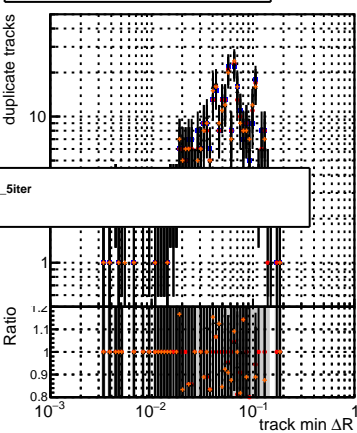 duplicate tracks
10
_5iter
1
Ratio
1.2
1.1
1
0.9
0.8
10−3
10−2
10−1
1
track min ΔR